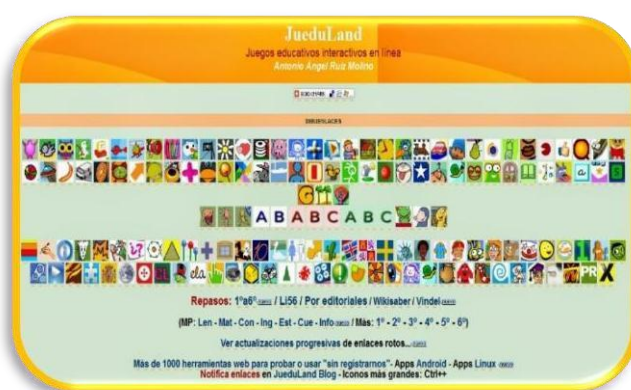 JueduLand
Juegos educativos interactivos en línea
Antonio Ángel Ruiz Molino
A B A B C A B C
Repasos: 1ºa6º / Li56 / Por editoriales / Wikisaber / Vindel
(MP: Len - Mat - Con - Ing - Est - Cue - Info / Más: 1º - 2º - 3º - 4º - 5º - 6º)
Ver actualizaciones progresivas de enlaces rotos...
Más de 1000 herramientas web para probar o usar "sin registrarnos"- Apps Android - Apps Linux
Notifica enlaces en JueduLand Blog - Iconos más grandes: Ctrl++